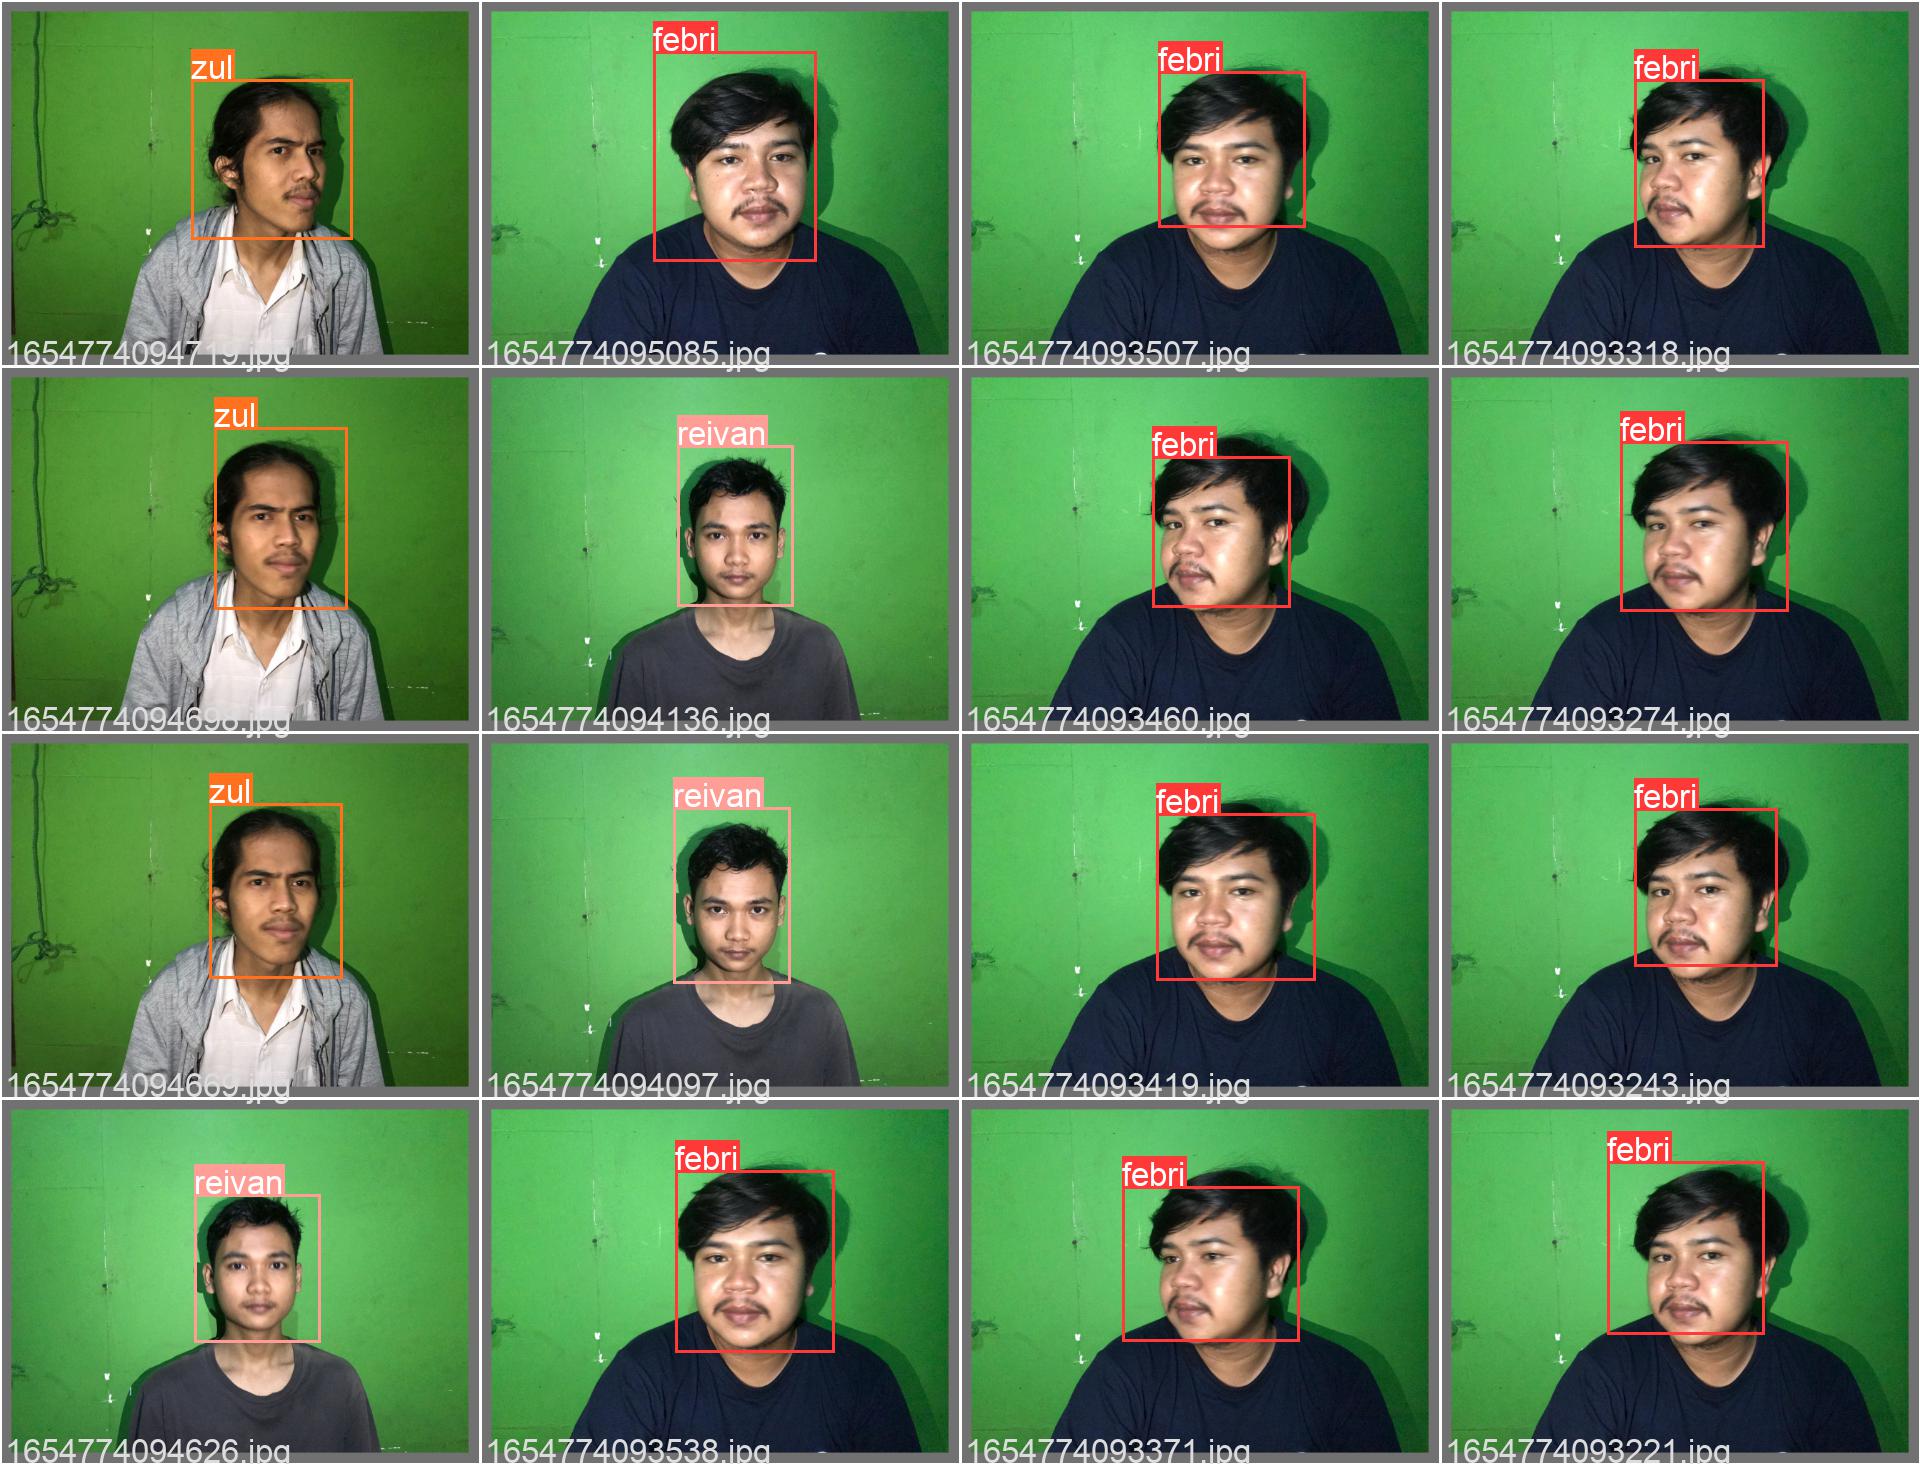 zul
febri
febri
febri
1654774094719.jpg
1654774095085.jpg
1654774093507.jpg
1654774093318.jpg
zul
reivan
febri
febri
1654774094698.jpg
1654774094136.jpg
1654774093460.jpg
1654774093274.jpg
zul
reivan
febri
febri
1654774094669.jpg
1654774094097.jpg
1654774093419.jpg
1654774093243.jpg
reivan
febri
febri
febri
1654774094626.jpg
1654774093538.jpg
1654774093371.jpg
1654774093221.jpg